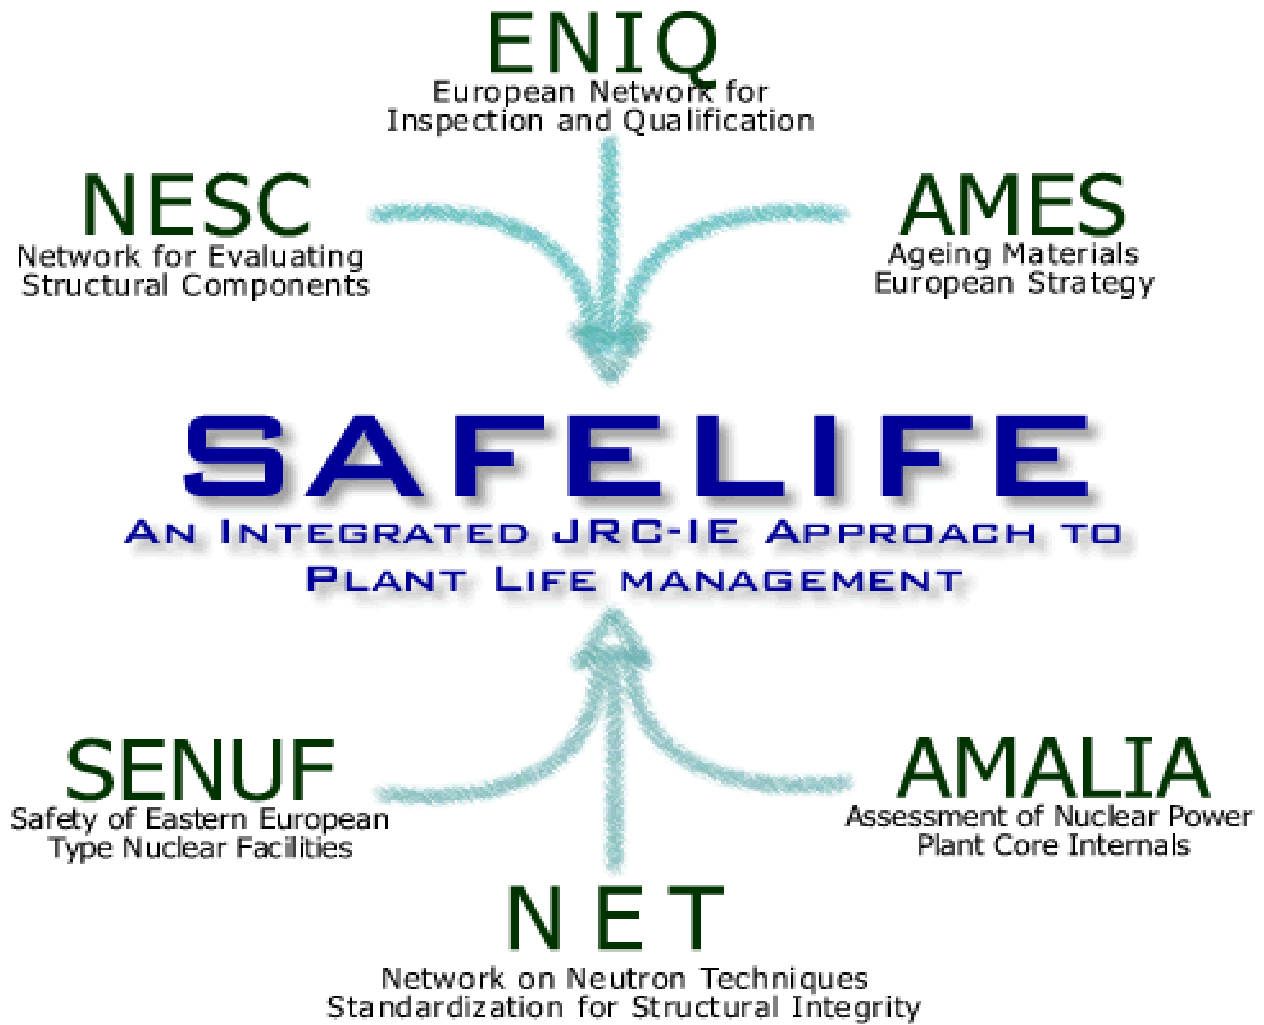 ENIQ
European Network for
Inspection and Qualification
NESC
Network for Evaluating
Structural Components
AMES
Ageing Materials
European Strategy
SAFELIFE
An Integrated JRC-IE Approach to
Plant Life management
SENUF
Safety of Eastern European
Type Nuclear Facilities
AMALIA
Assessment of Nuclear Power
Plant Core Internals
NET
Network on Neutron Techniques
Standardization for Structural Integrity